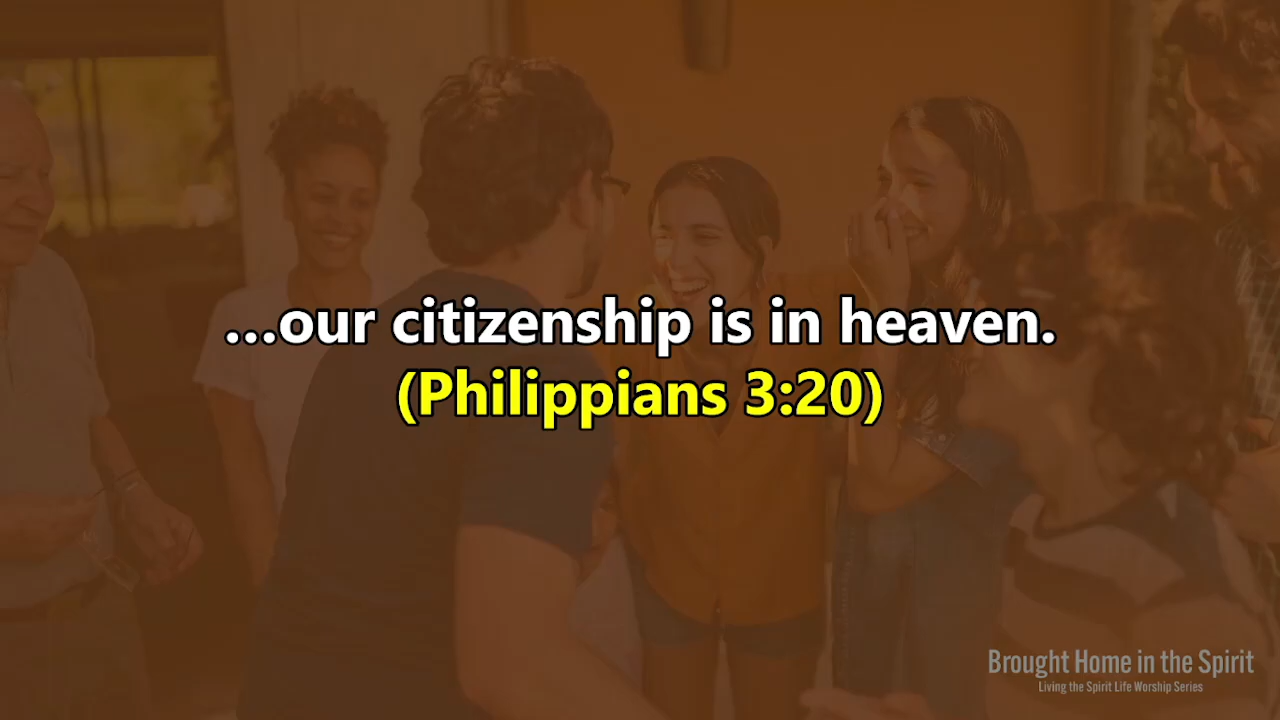 ...our citizenship is in heaven.
(Philippians 3:20)
Brought Home in the Spirit
Living the Spirit Life Worship Series